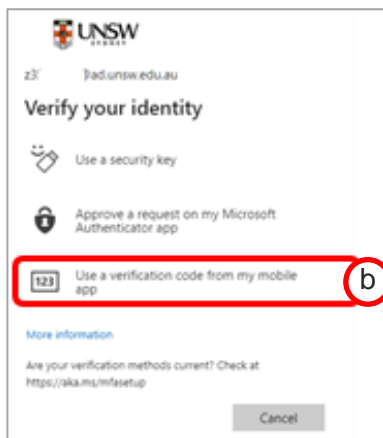 UNSW
SYDNEY
z3 @ad.unsw.edu.au
Verify your identity
Use a security key
Approve a request on my Microsoft
Authenticator app
123
Use a verification code from my mobile
app
b
More information
Are your verification methods current? Check at
https://aka.ms/mfasetup
Cancel